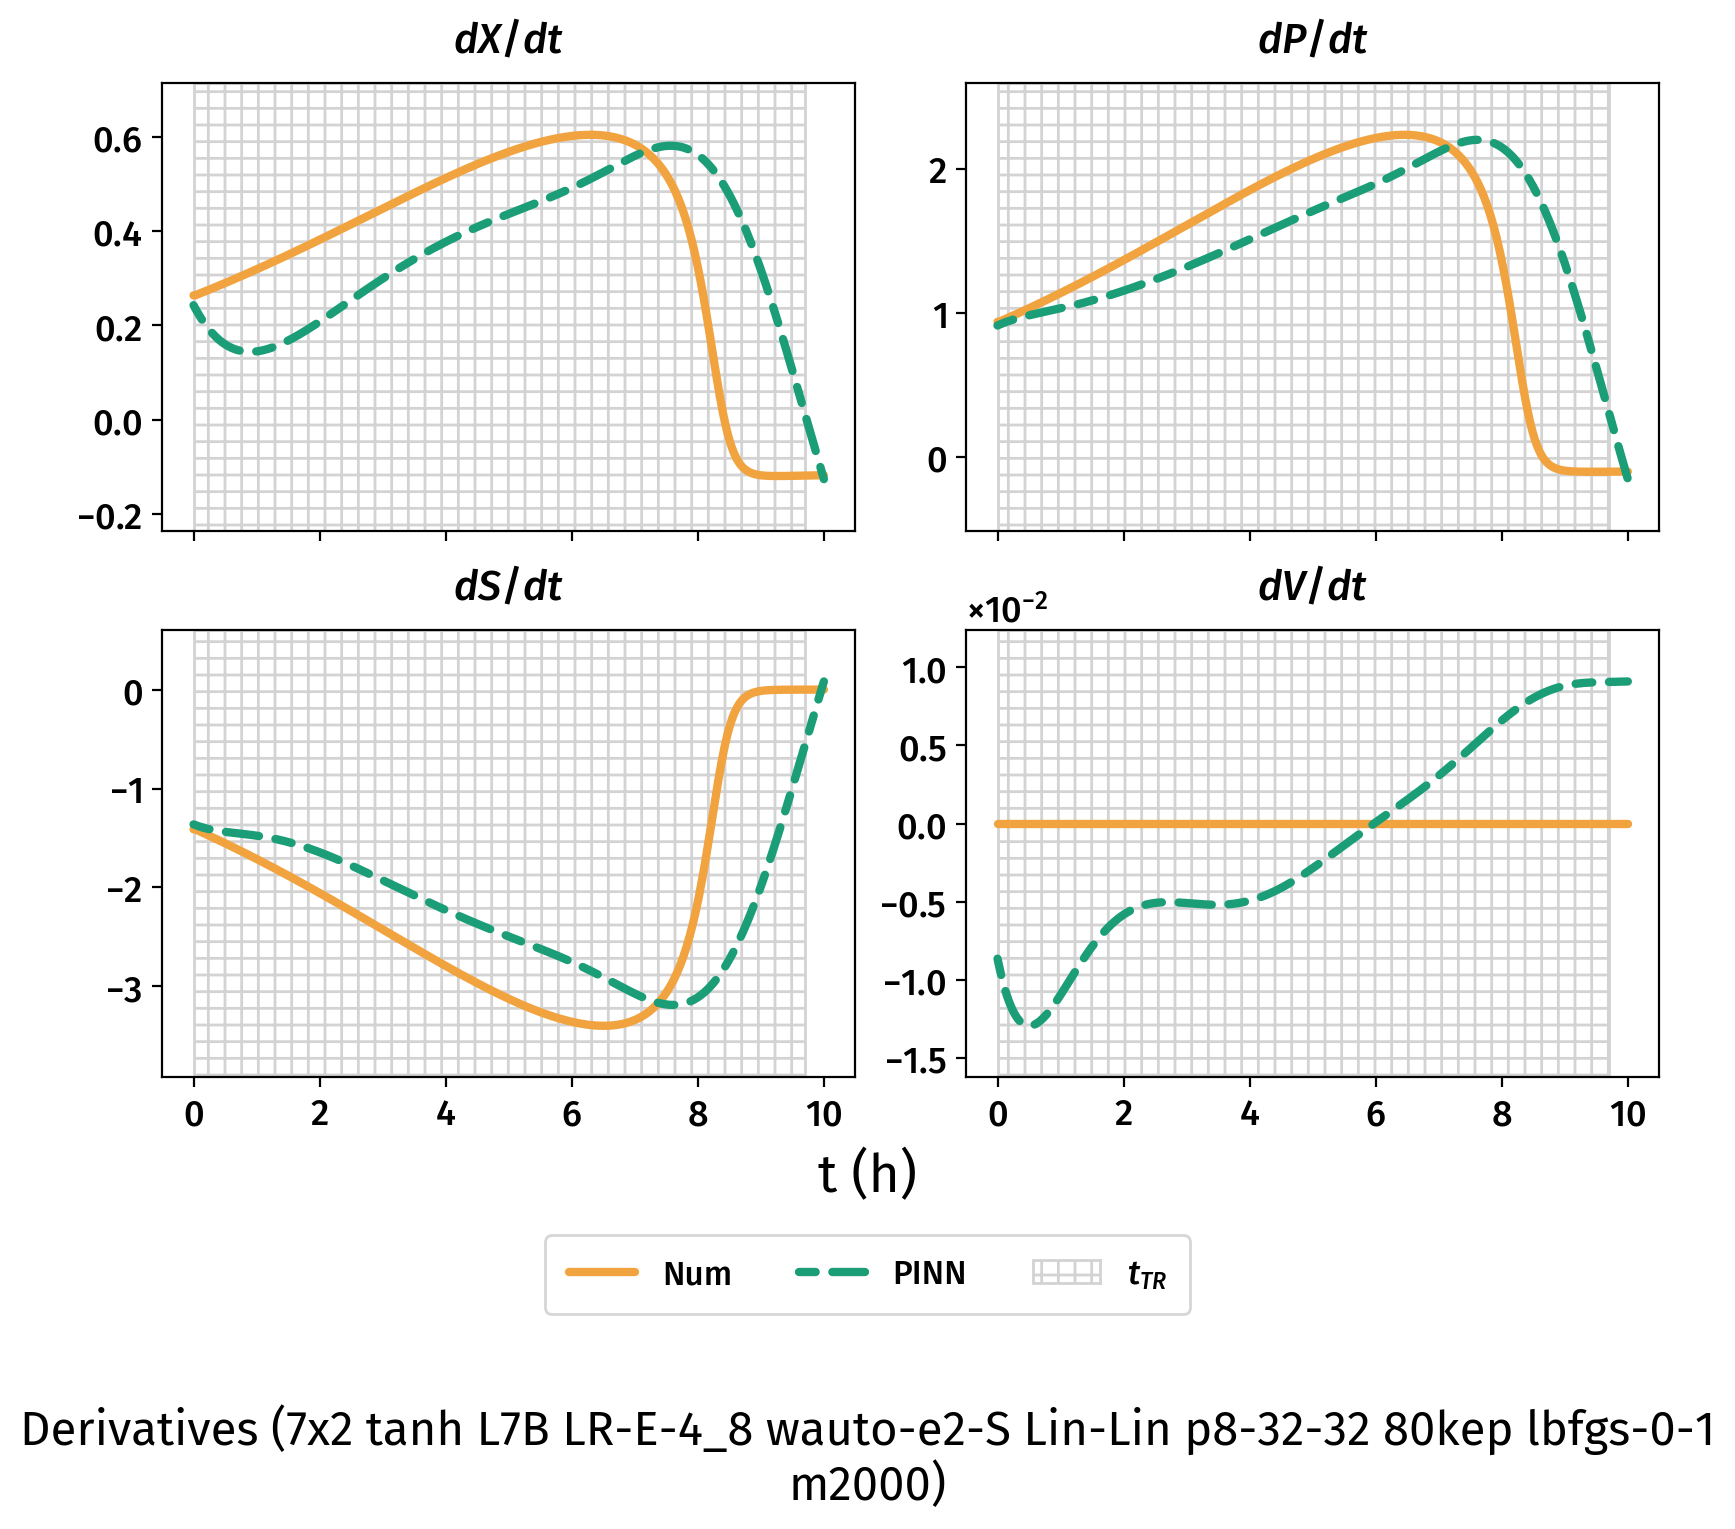 dX/dt
dP/dt
0.6
0.4
0.2
0.0
−0.2
2
1
0
dS/dt
dV/dt
×10⁻²
0
−1
−2
−3
1.0
0.5
0.0
−0.5
−1.0
−1.5
0 2 4 6 8 10
0 2 4 6 8 10
t (h)
Num PINN t_TR
Derivatives (7x2 tanh L7B LR-E-4_8 wauto-e2-S Lin-Lin p8-32-32 80kep lbfgs-0-1
m2000)